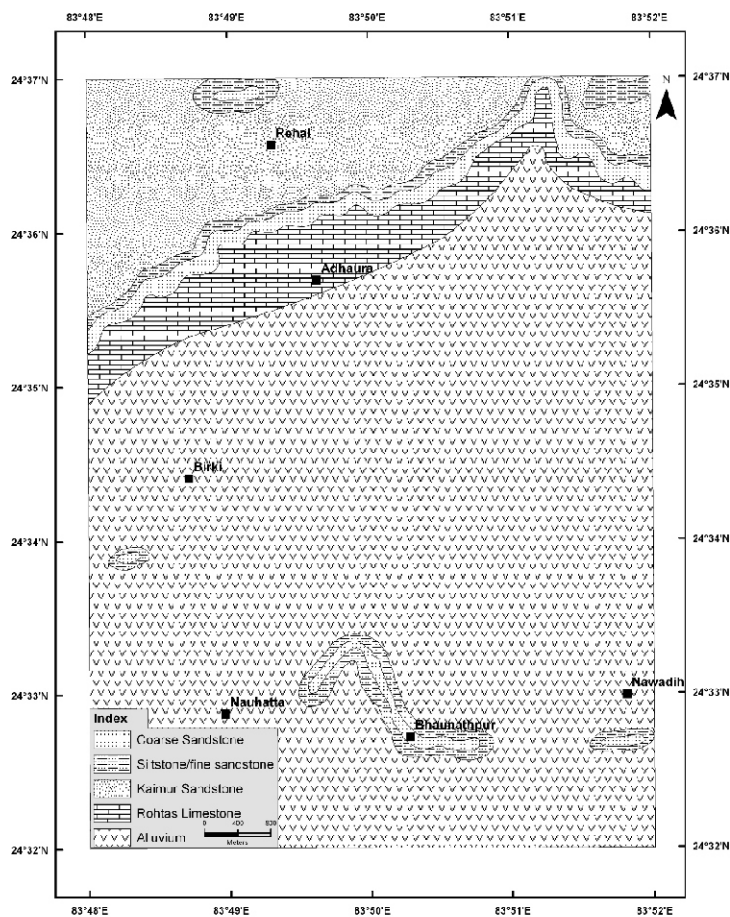 83°48'E 83°49'E 83°50'E 83°51'E 83°52'E
24°37'N 24°37'N
N
Rehal
24°36'N 24°36'N
Adhaura
24°35'N 24°35'N
Birki
24°34'N 24°34'N
24°33'N 24°33'N
Nawadih
Nauhatta
Bhaunathpur
Index
Coarse Sandstone
Siltstone/fine sandstone
Kaimur Sandstone
Rohtas Limestone
Alluvium
0 400 800
Meters
24°32'N 24°32'N
83°48'E 83°49'E 83°50'E 83°51'E 83°52'E